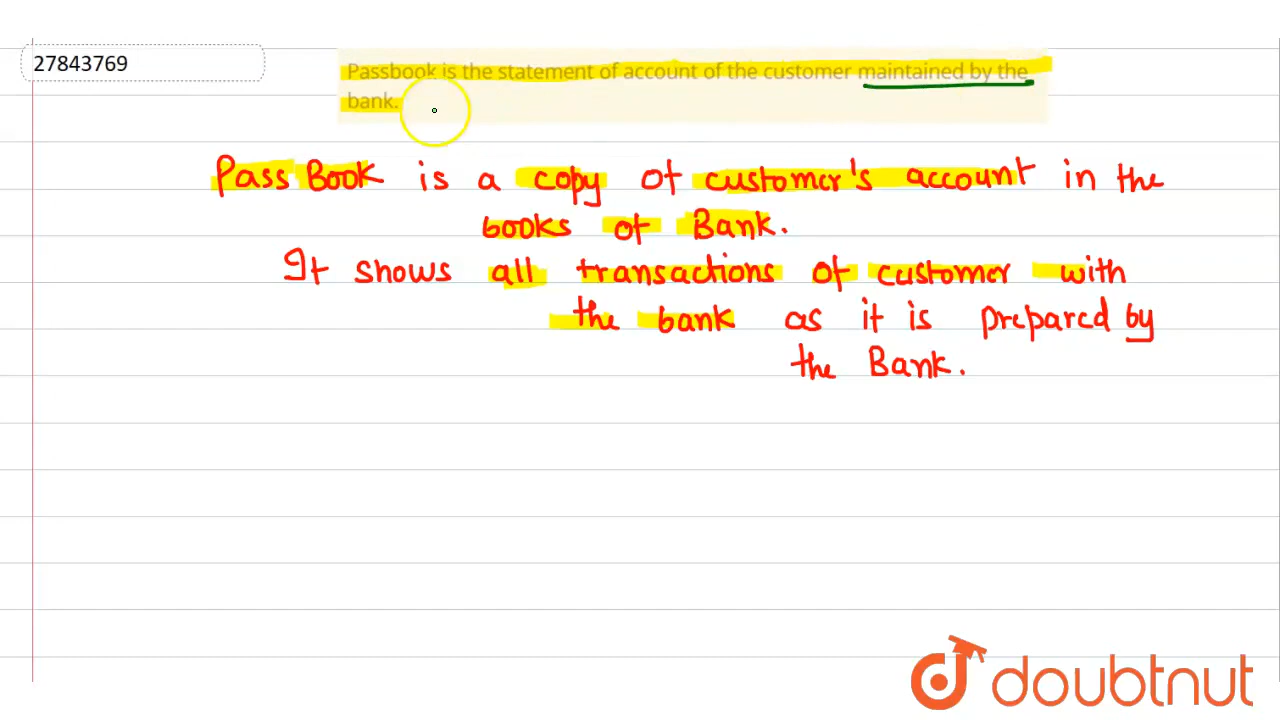 27843769
Passbook is the statement of account of the customer maintained by the
bank.
Pass Book is a copy of customer's account in the
books of Bank.
It shows all transactions of customer with
the bank as it is prepared by
the Bank.
doubtnut